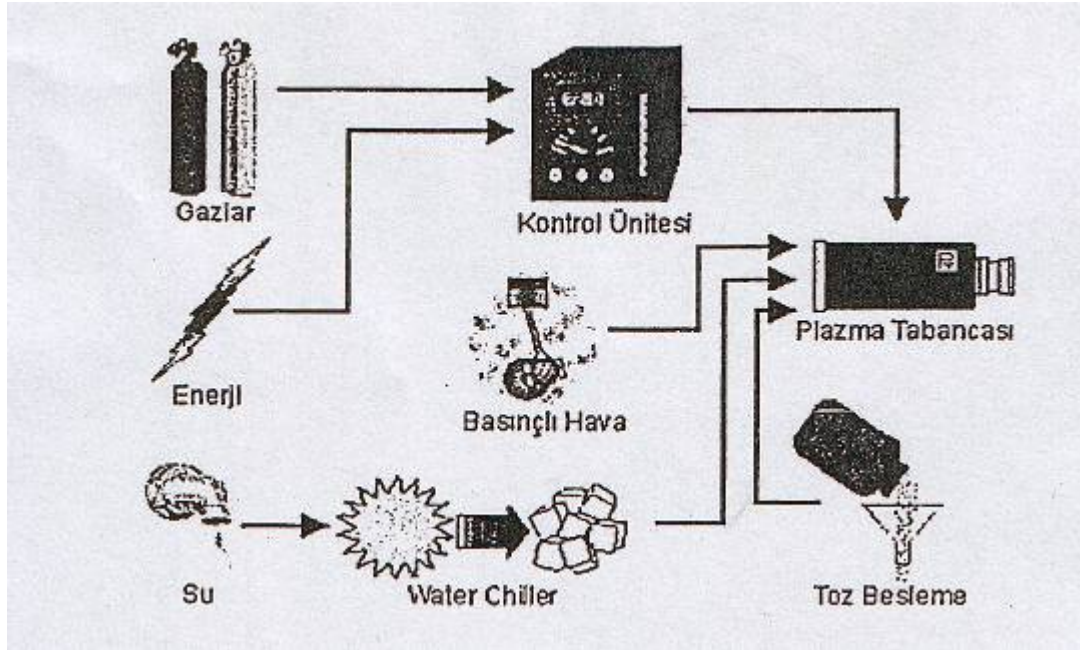 Gazlar
Kontrol Ünitesi
Enerji
Basınçlı Hava
Plazma Tabancası
Su
Water Chiller
Toz Besleme